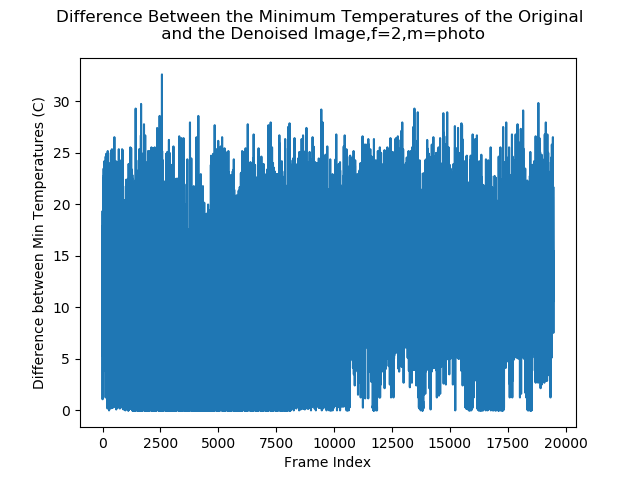 Difference Between the Minimum Temperatures of the Original
and the Denoised Image,f=2,m=photo
Difference between Min Temperatures (C)
30
25
20
15
10
5
0
0 2500 5000 7500 10000 12500 15000 17500 20000
Frame Index